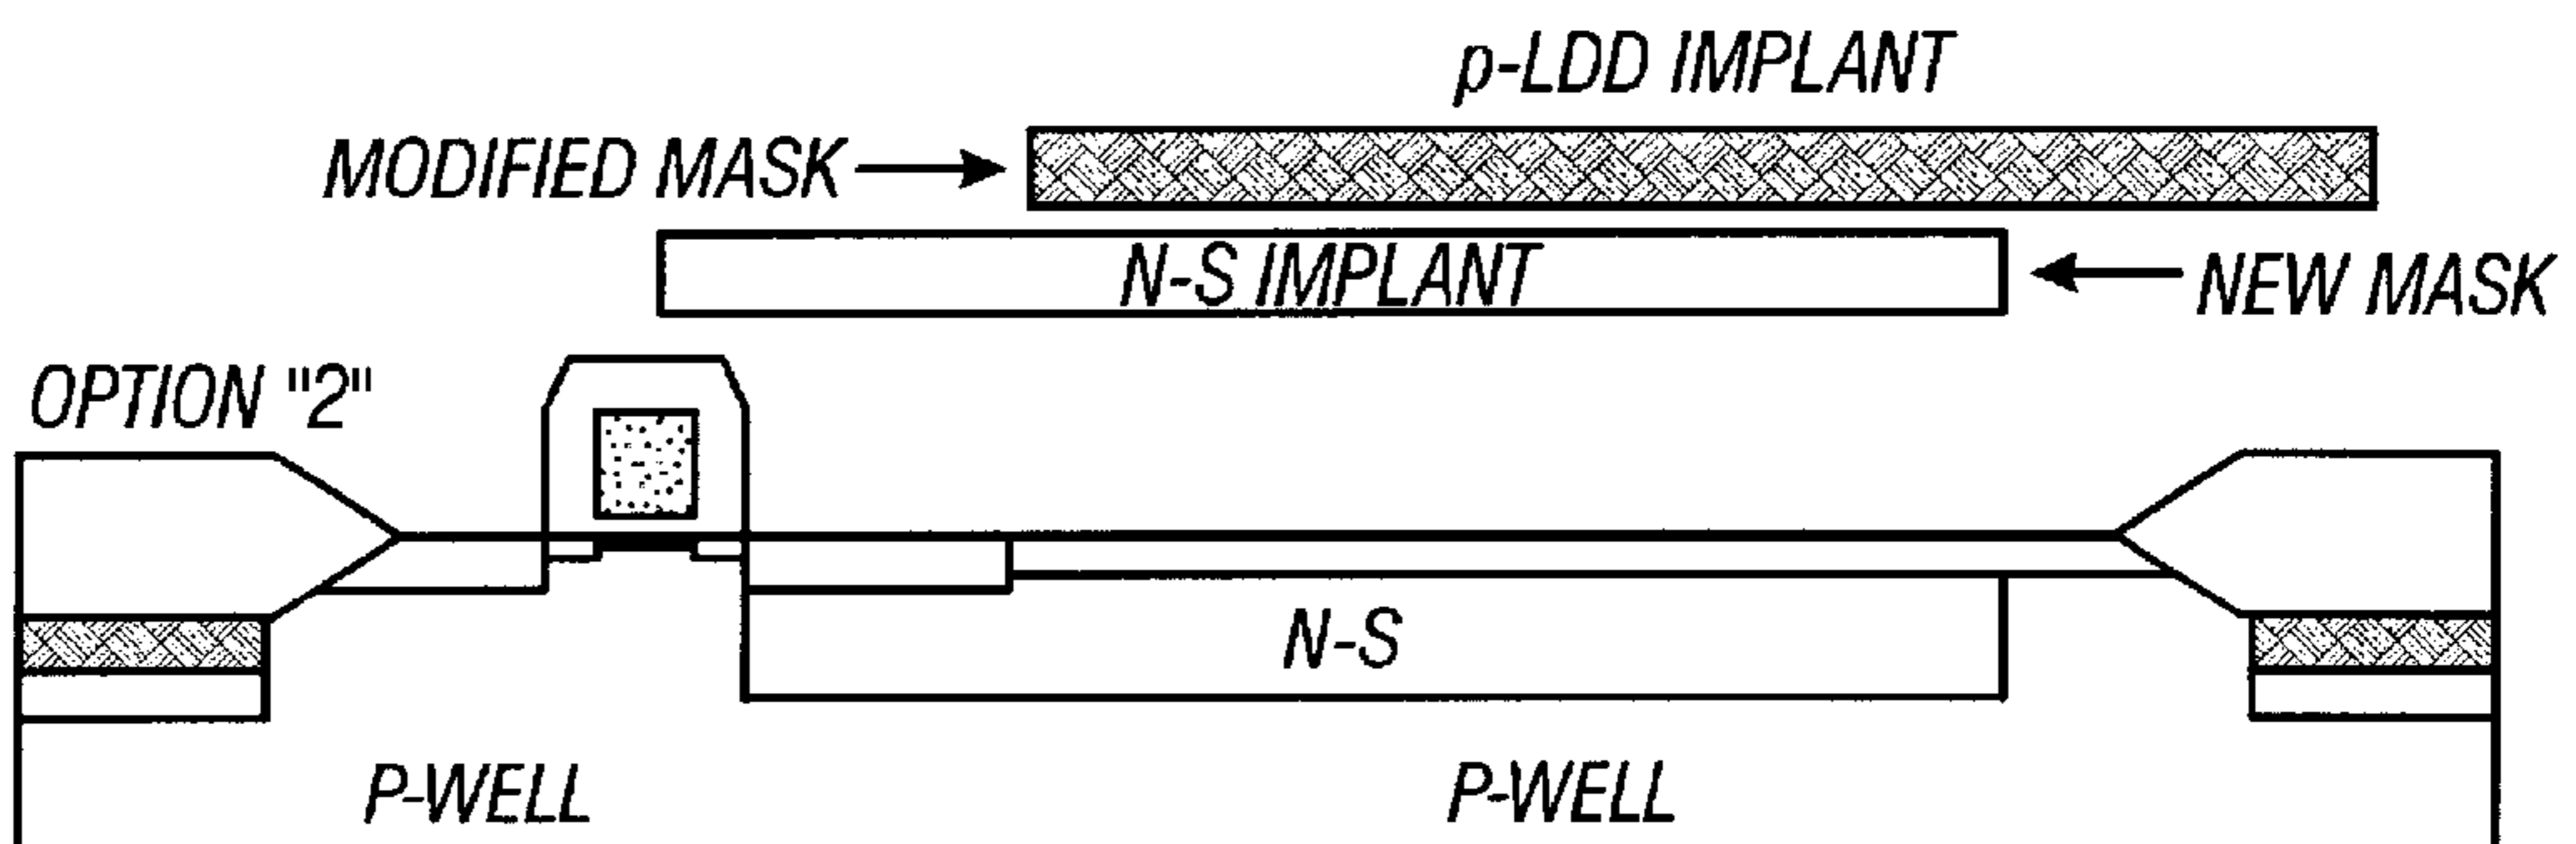 p-LDD IMPLANT
MODIFIED MASK
N-S IMPLANT
NEW MASK
OPTION "2"
N-S
P-WELL
P-WELL